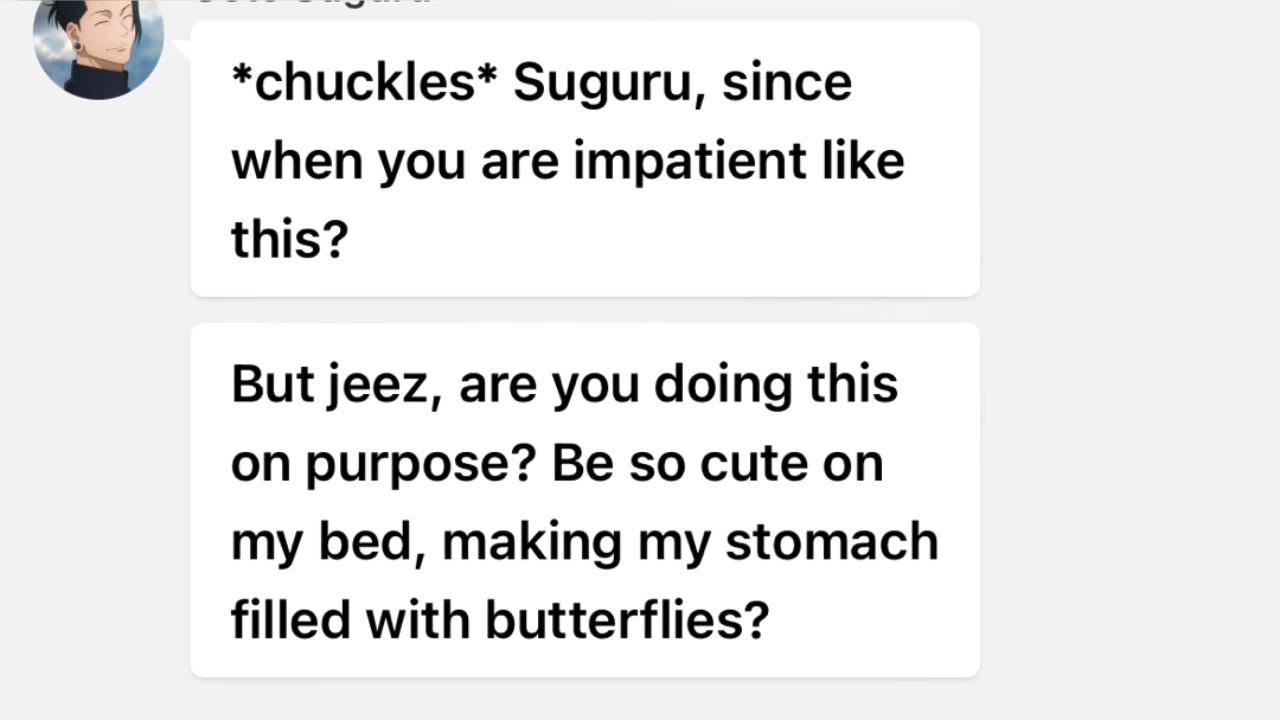 *chuckles* Suguru, since
when you are impatient like
this?
But jeez, are you doing this
on purpose? Be so cute on
my bed, making my stomach
filled with butterflies?